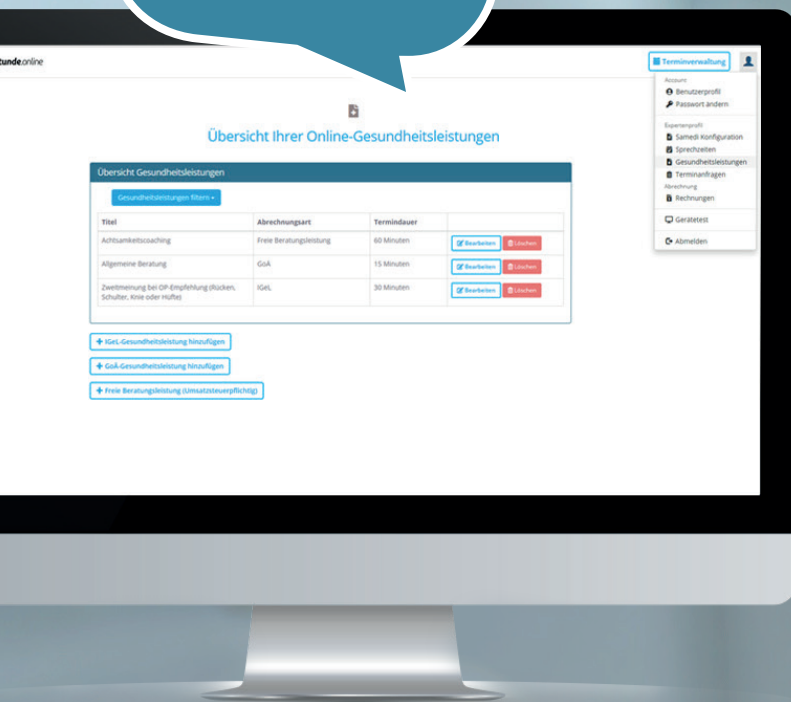 tunde.online
Terminverwaltung
Account
Benutzerprofil
Passwort ändern
Expertenprofil
Samedi Konfiguration
Sprechzeiten
Gesundheitsleistungen
Terminanfragen
Abrechnung
Rechnungen
Gerätetest
Abmelden
Übersicht Ihrer Online-Gesundheitsleistungen
Übersicht Gesundheitsleistungen
Gesundheitsleistungen filtern
Titel Abrechnungsart Termindauer
Achtsamkeitscoaching Freie Beratungsleistung 60 Minuten Bearbeiten Löschen
Allgemeine Beratung GoÄ 15 Minuten Bearbeiten Löschen
Zweitmeinung bei OP-Empfehlung (Rücken, IGeL 30 Minuten Bearbeiten Löschen
Schulter, Knie oder Hüfte)
+ IGeL-Gesundheitsleistung hinzufügen
+ GoÄ-Gesundheitsleistung hinzufügen
+ Freie Beratungsleistung (Umsatzsteuerpflichtig)